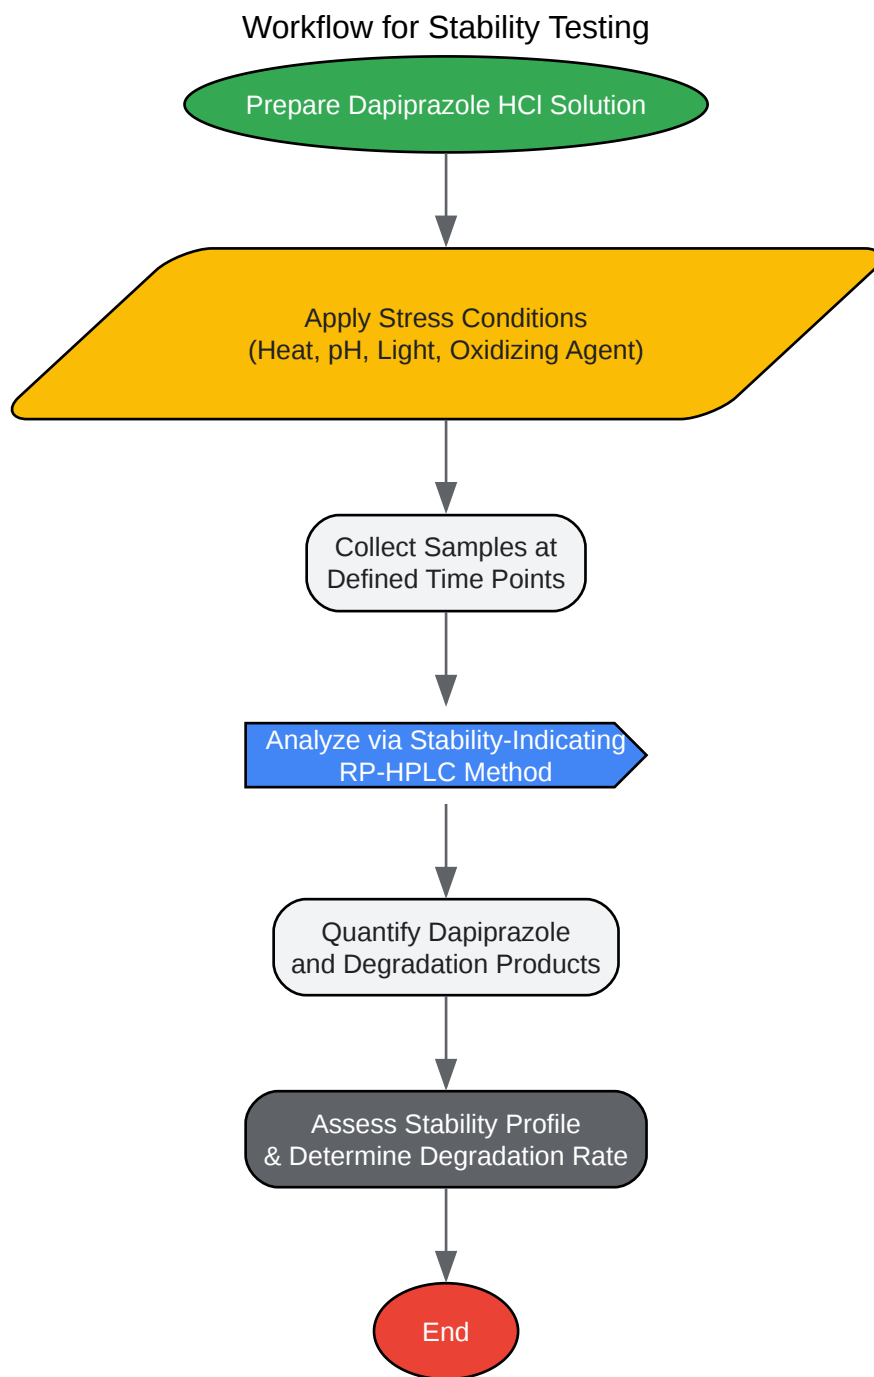 Workflow for Stability Testing
Prepare Dapiprazole HCl Solution
Apply Stress Conditions
(Heat, pH, Light, Oxidizing Agent)
Collect Samples at
Defined Time Points
Analyze via Stability-Indicating
RP-HPLC Method
Quantify Dapiprazole
and Degradation Products
Assess Stability Profile
& Determine Degradation Rate
End